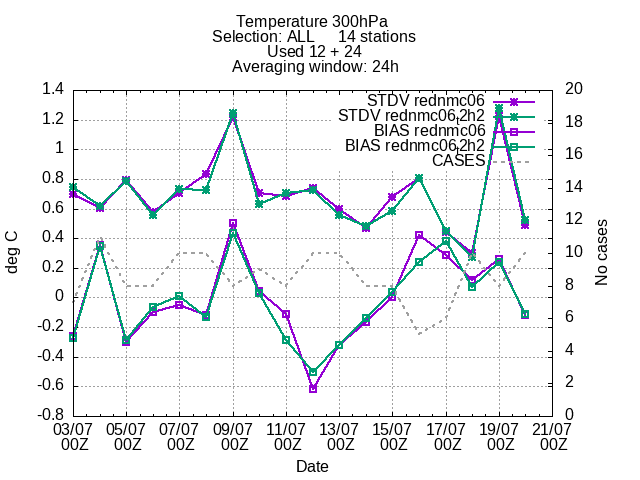 Temperature 300hPa
Selection: ALL 14 stations
Used 12 + 24
Averaging window: 24h
STDV rednmc06
STDV rednmc06,2h2
BIAS rednmc06
BIAS rednmc06,2h2
CASES
1.4
1.2
1
0.8
0.6
0.4
0.2
0
-0.2
-0.4
-0.6
-0.8
deg C
20
18
16
14
12
10
8
6
4
2
0
No cases
03/07 05/07 07/07 09/07 11/07 13/07 15/07 17/07 19/07 21/07
00Z 00Z 00Z 00Z 00Z 00Z 00Z 00Z 00Z 00Z
Date